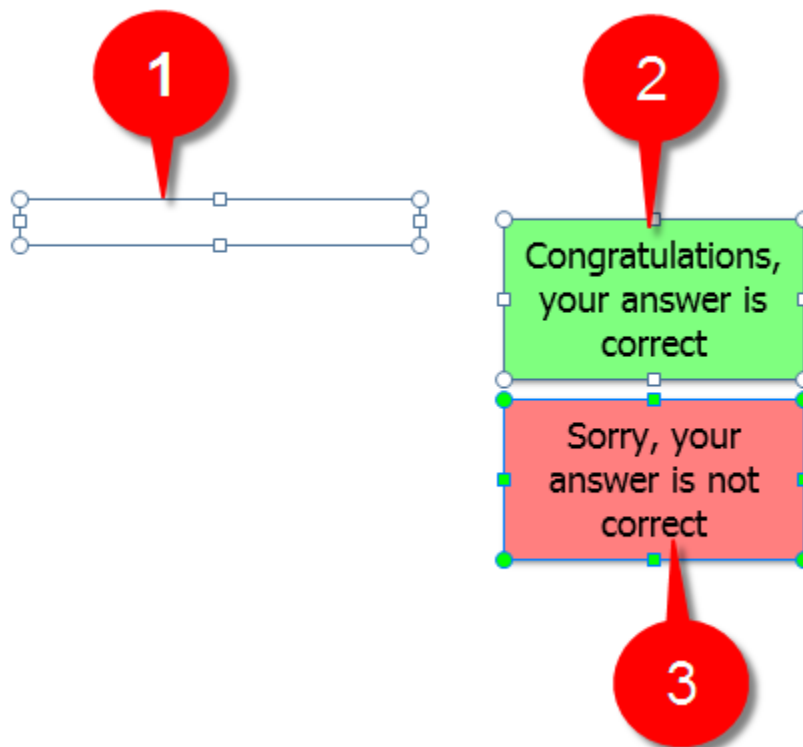 1
2
Congratulations,
your answer is
correct
Sorry, your
answer is not
correct
3